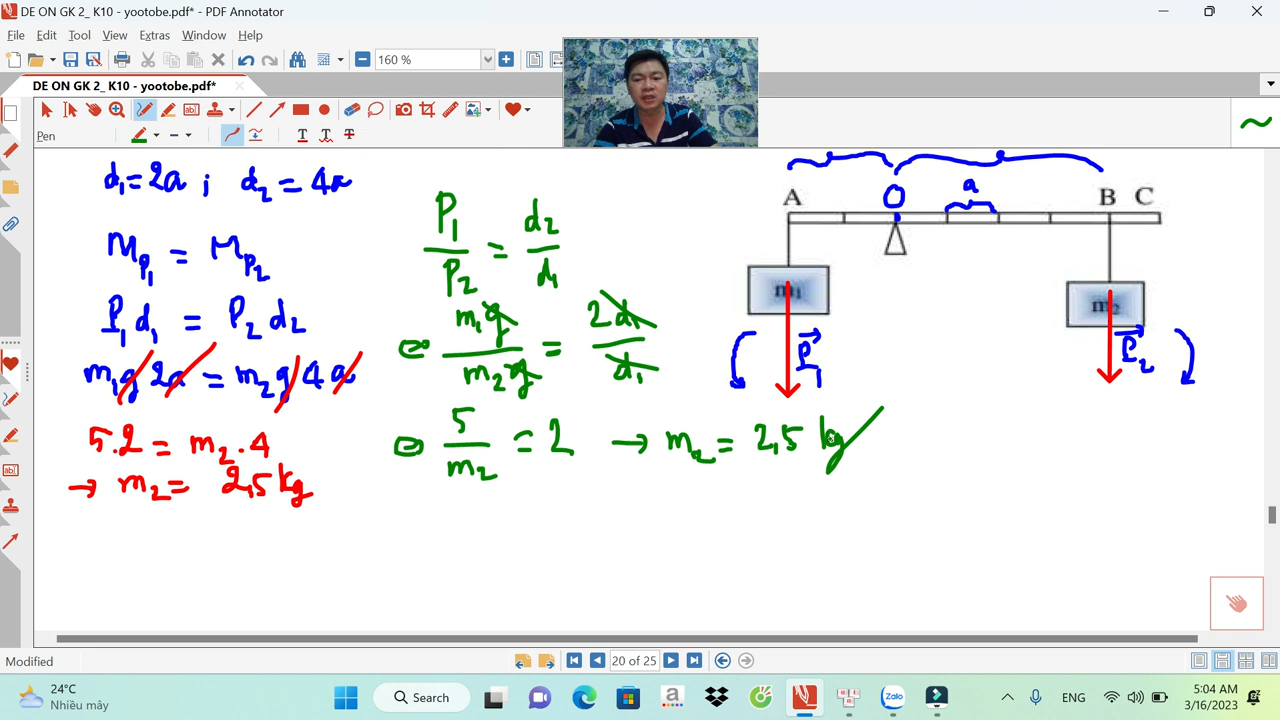 DE ON GK 2_ K10 - yootobe.pdf* - PDF Annotator
File Edit Tool View Extras Window Help
160 %
DE ON GK 2_ K10 - yootobe.pdf*
Pen
d₁ = 2a ; d₂ = 4a
M_P₁ = M_P₂
P₁d₁ = P₂d₂
m₁g 2a = m₂g 4a
5.2 = m₂.4
→ m₂ = 2,5 kg
P₁/P₂ = d₂/d₁
⇔ m₁g/m₂g = 2d₁/d₁
⇔ 5/m₂ = 2 → m₂ = 2,5 kg
A O a B C
m₁ m₂
P₁ P₂
20 of 25
Modified
24°C
Nhiều mây
Search
a
Zalo
ENG
5:04 AM
3/16/2023